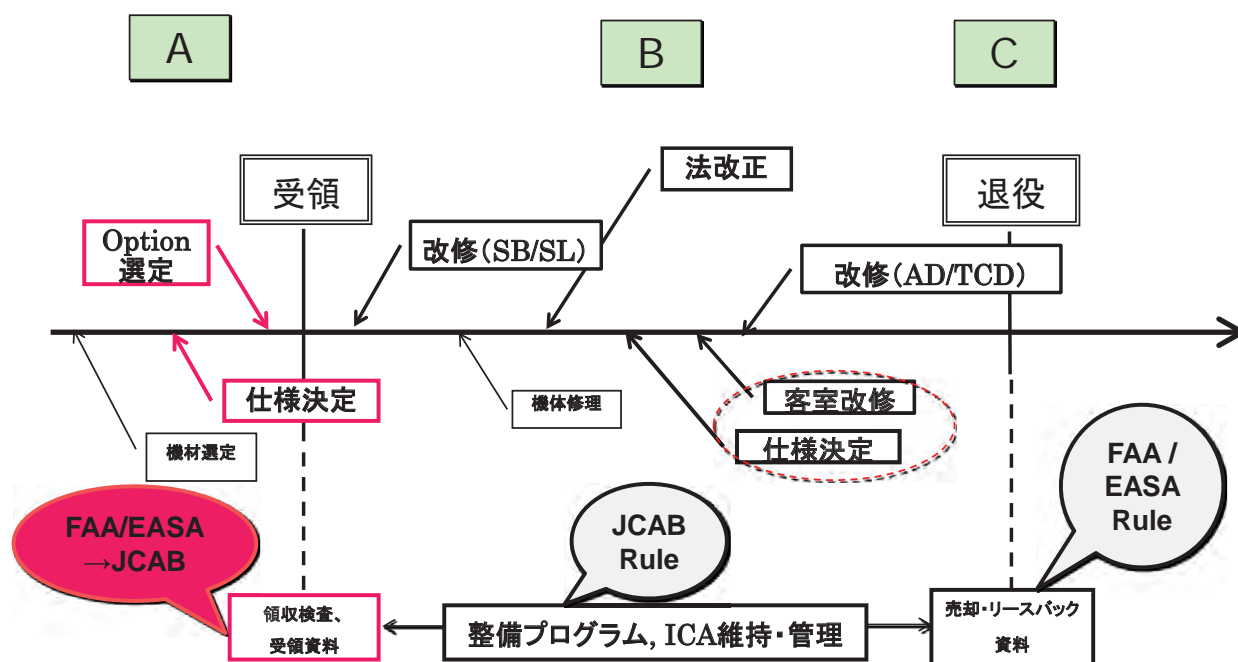 A
B
C
受領
法改正
退役
Option
選定
改修(SB/SL)
改修(AD/TCD)
仕様決定
機体修理
客室改修
機材選定
仕様決定
FAA/EASA
→JCAB
JCAB
Rule
FAA /
EASA
Rule
領収検査、
受領資料
整備プログラム, ICA維持・管理
売却・リースバック
資料